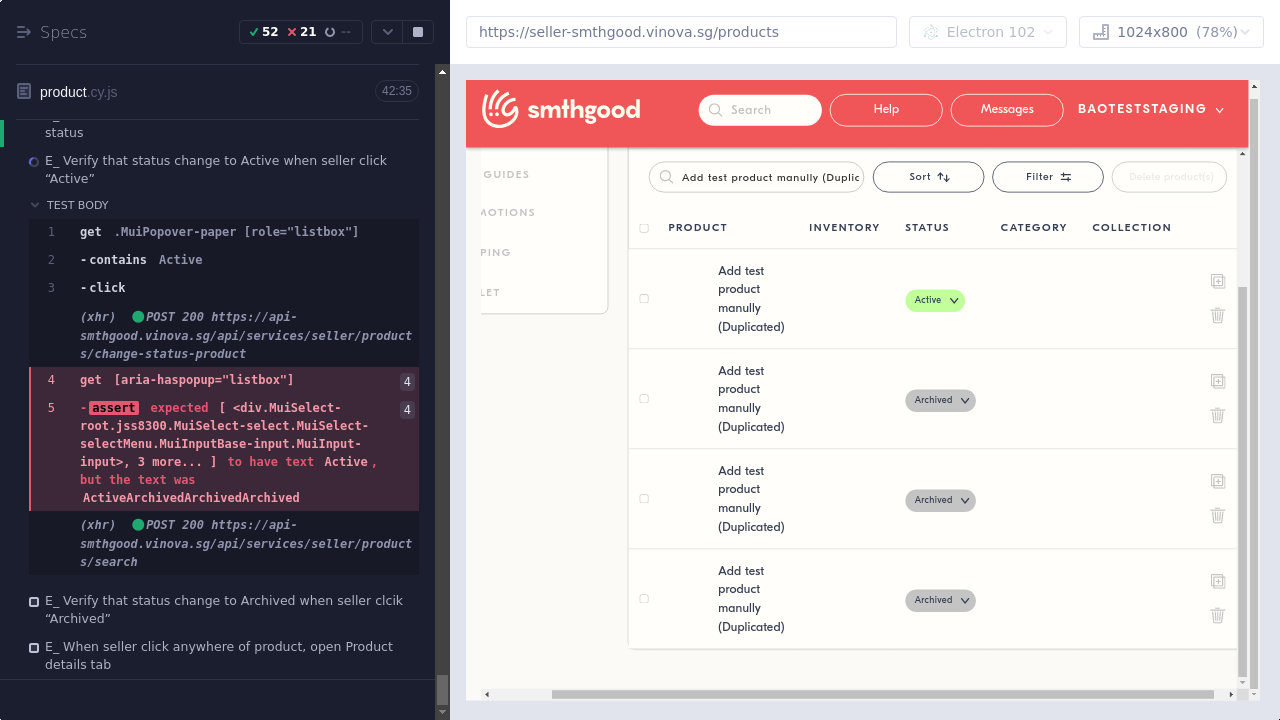 Specs
52
21
--
product.cy.js
42:35
status
E_ Verify that status change to Active when seller click
“Active”
TEST BODY
1 get .MuiPopover-paper [role="listbox"]
2 -contains Active
3 -click
(xhr) POST 200 https://api-
smthgood.vinova.sg/api/services/seller/product
s/change-status-product
4 get [aria-haspopup="listbox"] 4
5 -assert expected [ <div.MuiSelect- 4
root.jss8300.MuiSelect-select.MuiSelect-
selectMenu.MuiInputBase-input.MuiInput-
input>, 3 more... ] to have text Active,
but the text was
ActiveArchivedArchivedArchived
(xhr) POST 200 https://api-
smthgood.vinova.sg/api/services/seller/product
s/search
E_ Verify that status change to Archived when seller clcik
“Archived”
E_ When seller click anywhere of product, open Product
details tab
https://seller-smthgood.vinova.sg/products
Electron 102
1024x800 (78%)
smthgood
Search
Help
Messages
BAOTESTSTAGING
GUIDES
MOTIONS
PING
LET
Add test product manully (Duplic
Sort
Filter
Delete product(s)
PRODUCT INVENTORY STATUS CATEGORY COLLECTION
Add test
product
manully
(Duplicated)
Active
Add test
product
manully
(Duplicated)
Archived
Add test
product
manully
(Duplicated)
Archived
Add test
product
manully
(Duplicated)
Archived